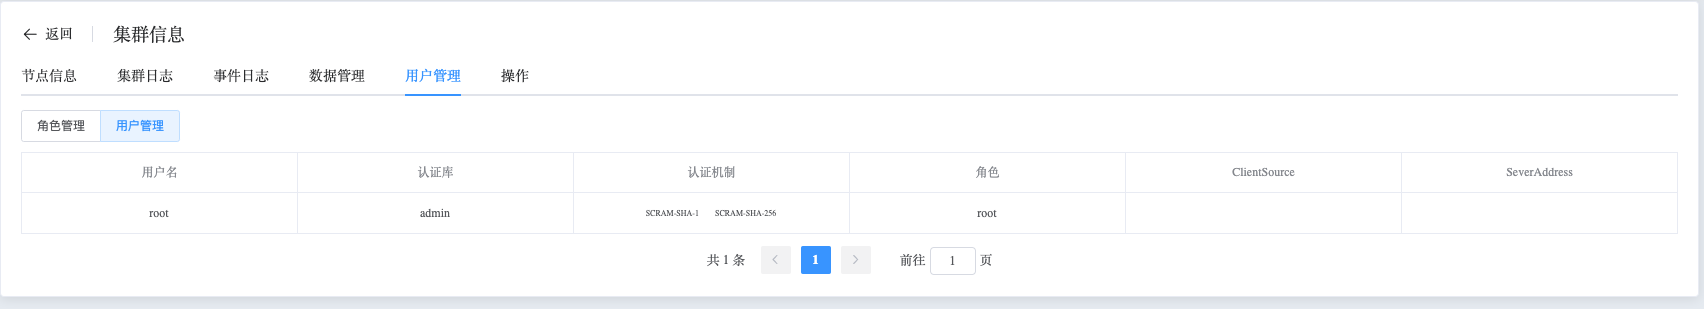 返回 集群信息
节点信息 集群日志 事件日志 数据管理 用户管理 操作
角色管理 用户管理
用户名 认证库 认证机制 角色 ClientSource SeverAddress
root admin SCRAM-SHA-1 SCRAM-SHA-256 root
共 1 条 1 前往 1 页